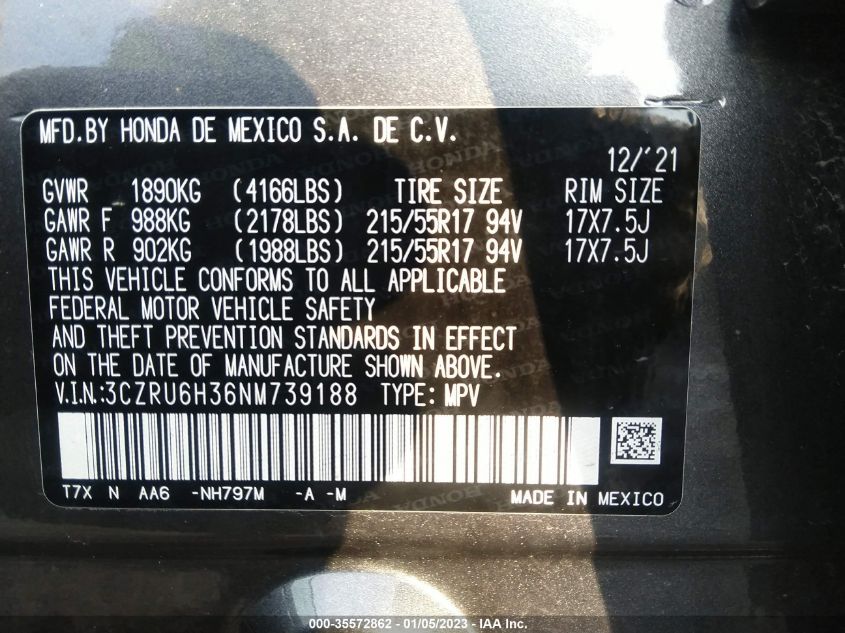 MFD.BY HONDA DE MEXICO S.A. DE C.V.
12/'21
GVWR 1890KG (4166LBS) TIRE SIZE RIM SIZE
GAWR F 988KG (2178LBS) 215/55R17 94V 17X7.5J
GAWR R 902KG (1988LBS) 215/55R17 94V 17X7.5J
THIS VEHICLE CONFORMS TO ALL APPLICABLE
FEDERAL MOTOR VEHICLE SAFETY
AND THEFT PREVENTION STANDARDS IN EFFECT
ON THE DATE OF MANUFACTURE SHOWN ABOVE.
V.I.N.:3CZRU6H36NM739188 TYPE: MPV
T7X N AA6 -NH797M -A -M MADE IN MEXICO
000-35572862 - 01/05/2023 - IAA Inc.